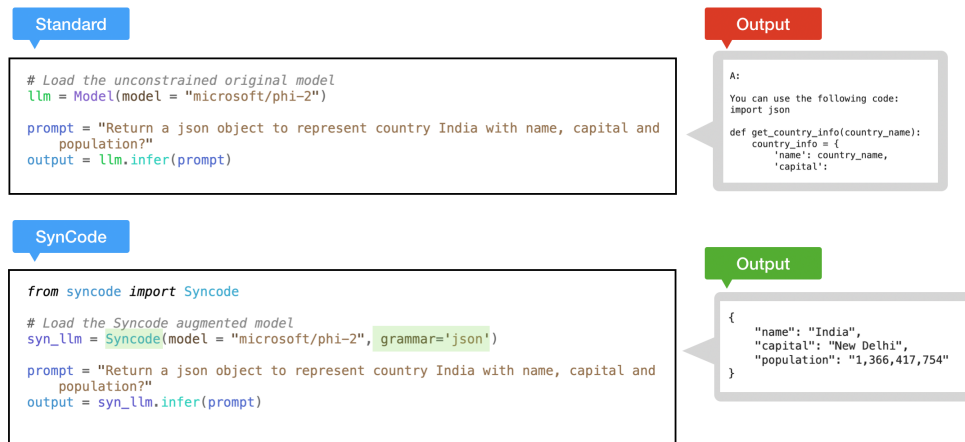 Standard
# Load the unconstrained original model
llm = Model(model = "microsoft/phi-2")
prompt = "Return a json object to represent country India with name, capital and
population?"
output = llm.infer(prompt)
Output
A:
You can use the following code:
import json
def get_country_info(country_name):
country_info = {
'name': country_name,
'capital':
SynCode
from syncode import Syncode
# Load the Syncode augmented model
syn_llm = Syncode(model = "microsoft/phi-2", grammar='json')
prompt = "Return a json object to represent country India with name, capital and
population?"
output = syn_llm.infer(prompt)
Output
{
"name": "India",
"capital": "New Delhi",
"population": "1,366,417,754"
}